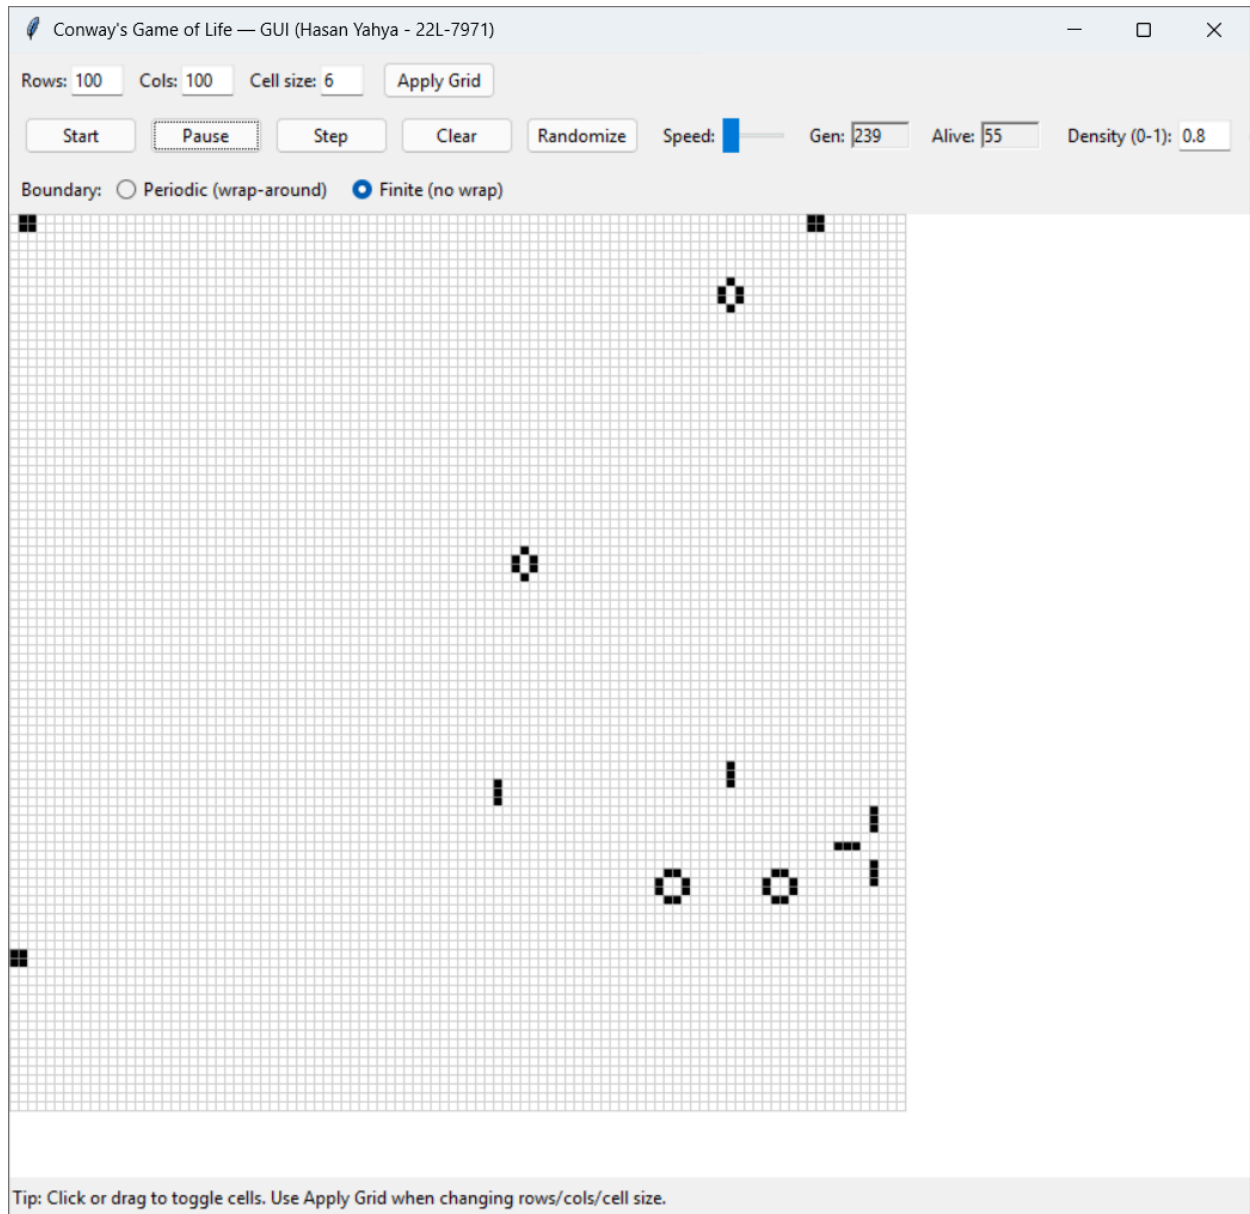 Conway's Game of Life — GUI (Hasan Yahya - 22L-7971)
Rows: 100 Cols: 100 Cell size: 6 Apply Grid
Start Pause Step Clear Randomize Speed: Gen: 239 Alive: 55 Density (0-1): 0.8
Boundary: Periodic (wrap-around) Finite (no wrap)
Tip: Click or drag to toggle cells. Use Apply Grid when changing rows/cols/cell size.